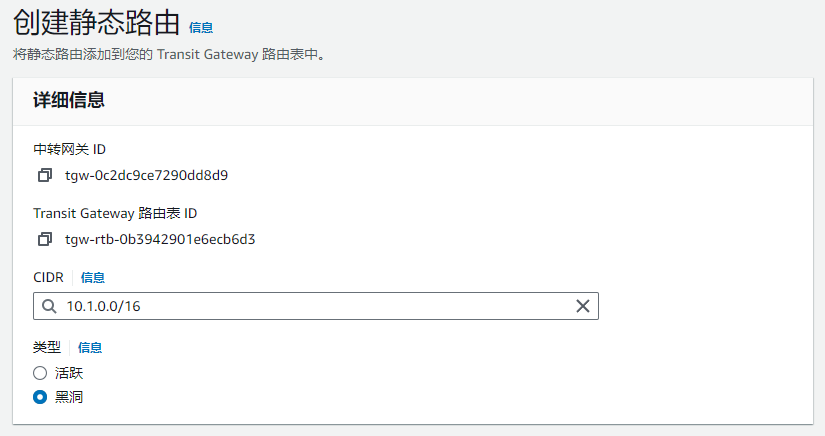 创建静态路由 信息
将静态路由添加到您的 Transit Gateway 路由表中。
详细信息
中转网关 ID
tgw-0c2dc9ce7290dd8d9
Transit Gateway 路由表 ID
tgw-rtb-0b3942901e6ecb6d3
CIDR 信息
10.1.0.0/16
类型 信息
活跃
黑洞